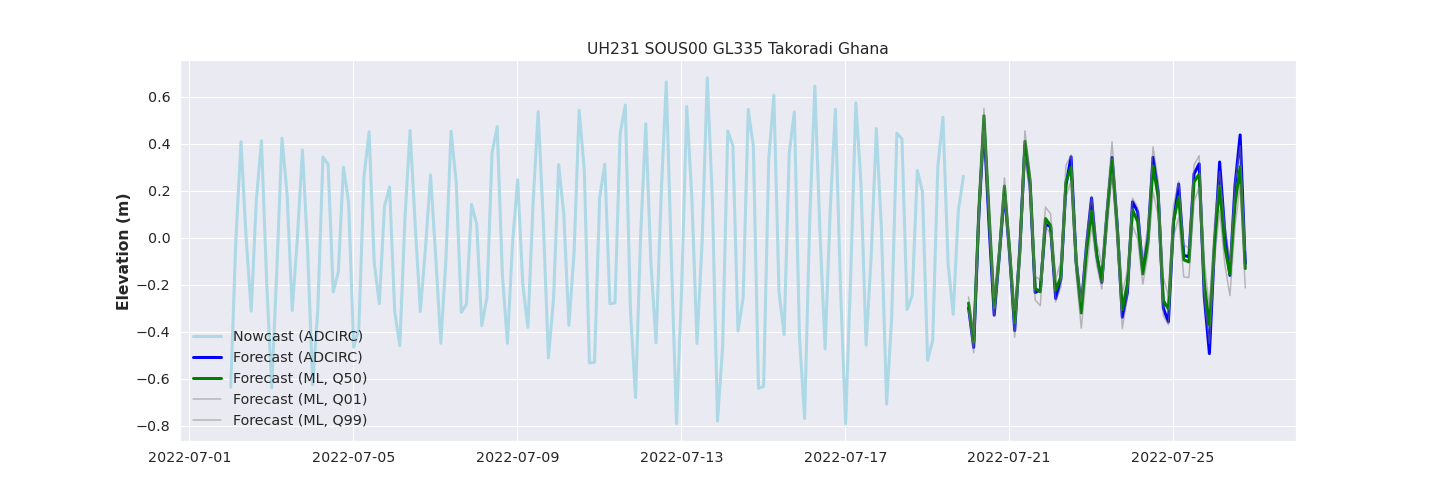 UH231 SOUS00 GL335 Takoradi Ghana
Elevation (m)
0.6
0.4
0.2
0.0
−0.2
−0.4
−0.6
−0.8
Nowcast (ADCIRC)
Forecast (ADCIRC)
Forecast (ML, Q50)
Forecast (ML, Q01)
Forecast (ML, Q99)
2022-07-01 2022-07-05 2022-07-09 2022-07-13 2022-07-17 2022-07-21 2022-07-25